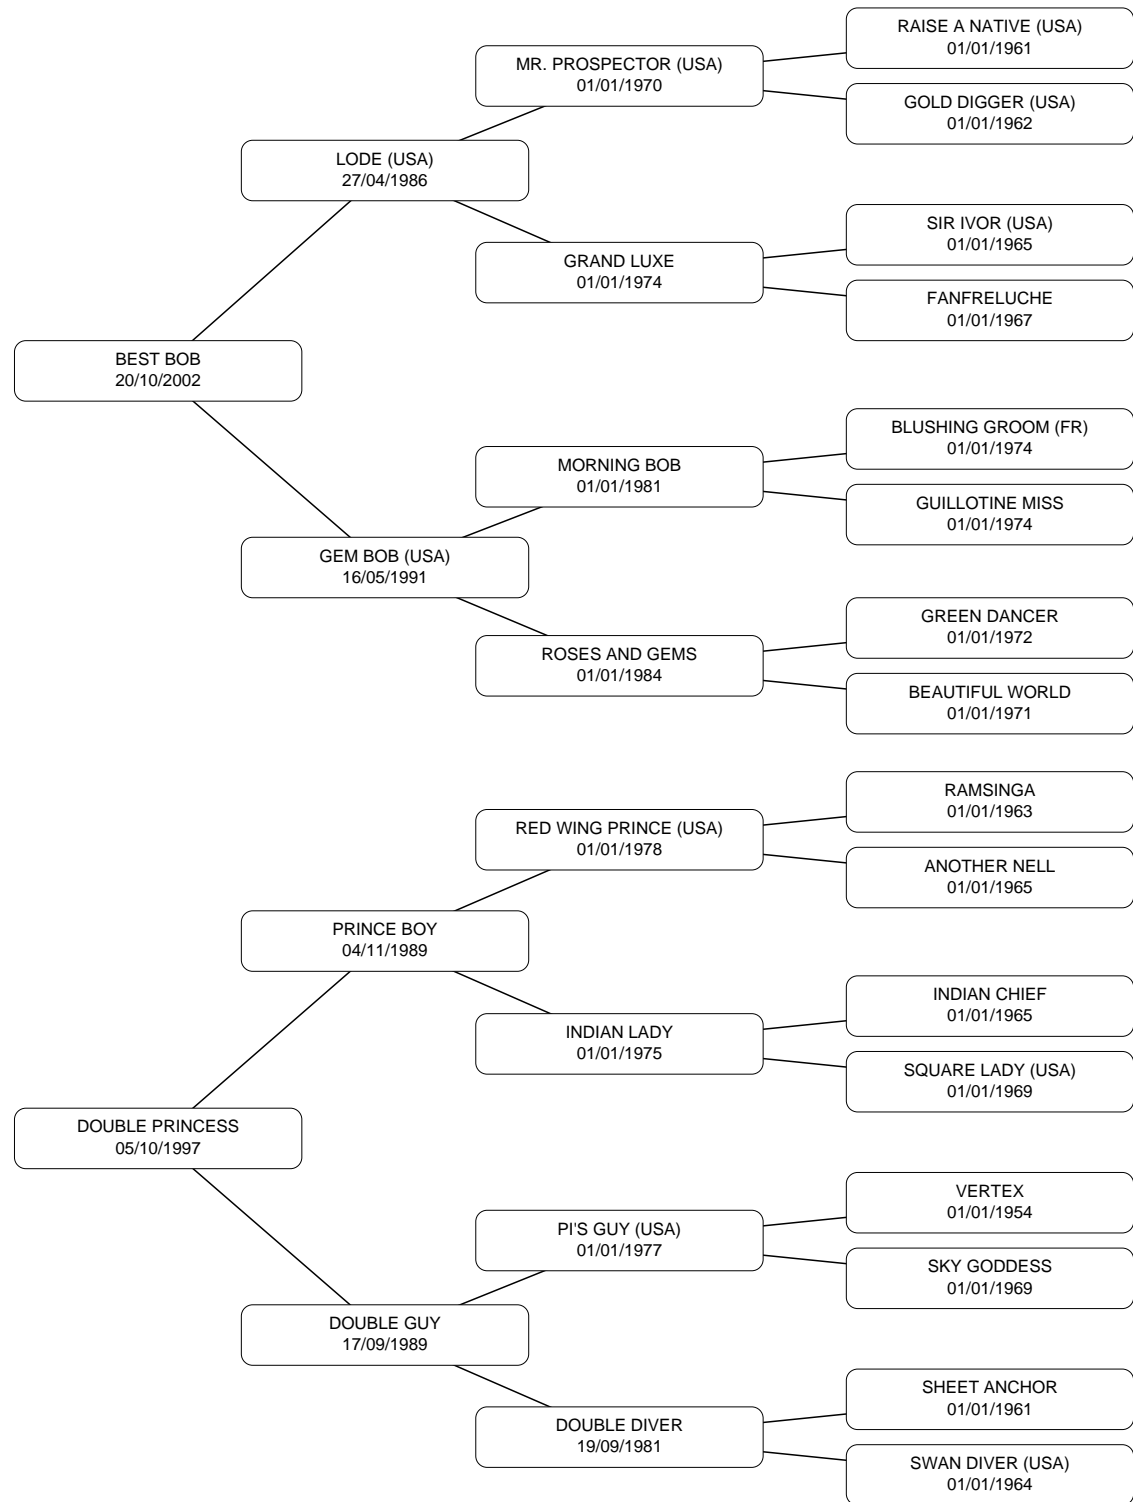 RAISE A NATIVE (USA)
01/01/1961
MR. PROSPECTOR (USA)
01/01/1970
GOLD DIGGER (USA)
01/01/1962
LODE (USA)
27/04/1986
SIR IVOR (USA)
01/01/1965
GRAND LUXE
01/01/1974
FANFRELUCHE
01/01/1967
BEST BOB
20/10/2002
BLUSHING GROOM (FR)
01/01/1974
MORNING BOB
01/01/1981
GUILLOTINE MISS
01/01/1974
GEM BOB (USA)
16/05/1991
GREEN DANCER
01/01/1972
ROSES AND GEMS
01/01/1984
BEAUTIFUL WORLD
01/01/1971
RAMSINGA
01/01/1963
RED WING PRINCE (USA)
01/01/1978
ANOTHER NELL
01/01/1965
PRINCE BOY
04/11/1989
INDIAN CHIEF
01/01/1965
INDIAN LADY
01/01/1975
SQUARE LADY (USA)
01/01/1969
DOUBLE PRINCESS
05/10/1997
VERTEX
01/01/1954
PI'S GUY (USA)
01/01/1977
SKY GODDESS
01/01/1969
DOUBLE GUY
17/09/1989
SHEET ANCHOR
01/01/1961
DOUBLE DIVER
19/09/1981
SWAN DIVER (USA)
01/01/1964